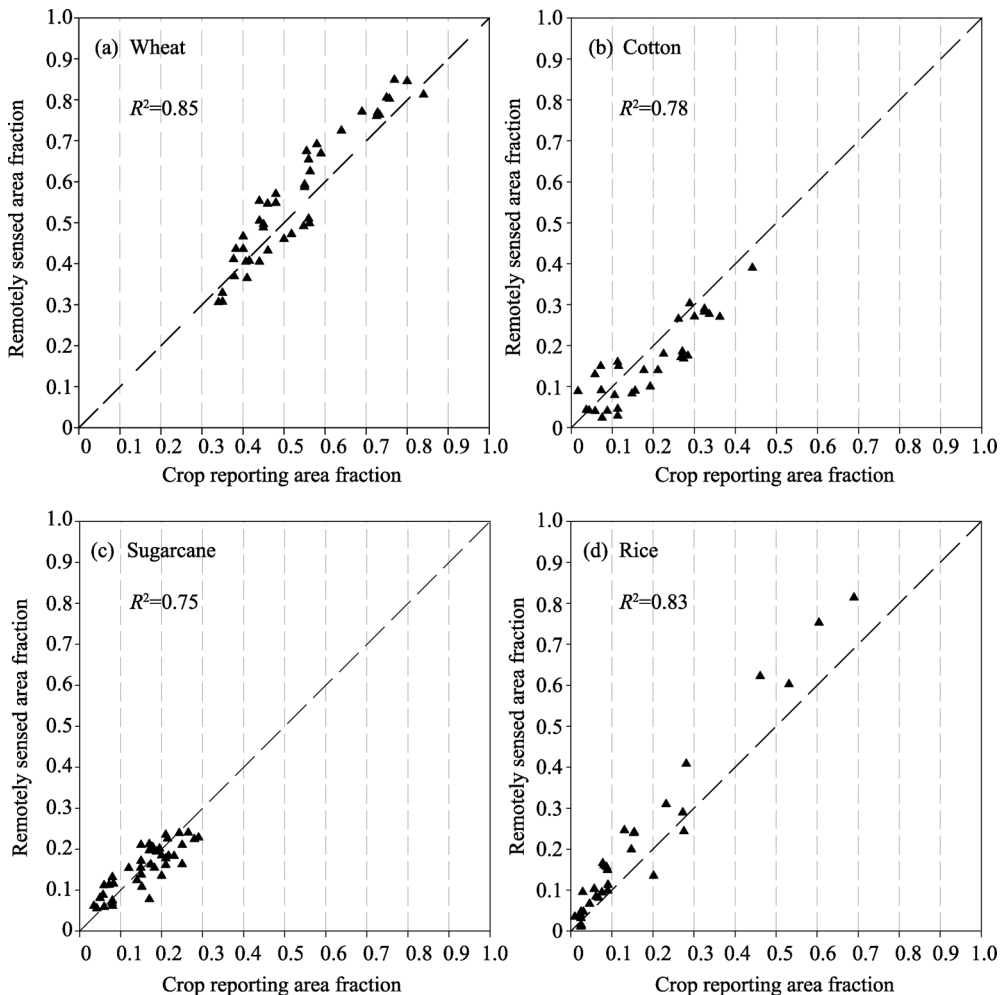 1.0
(a) Wheat
0.9
0.8
R²=0.85
0.7
0.6
0.5
0.4
0.3
0.2
0.1
0
0 0.1 0.2 0.3 0.4 0.5 0.6 0.7 0.8 0.9 1.0
Remotely sensed area fraction
Crop reporting area fraction
1.0
(b) Cotton
0.9
0.8
R²=0.78
0.7
0.6
0.5
0.4
0.3
0.2
0.1
0
0 0.1 0.2 0.3 0.4 0.5 0.6 0.7 0.8 0.9 1.0
Remotely sensed area fraction
Crop reporting area fraction
1.0
(c) Sugarcane
0.9
0.8
R²=0.75
0.7
0.6
0.5
0.4
0.3
0.2
0.1
0
0 0.1 0.2 0.3 0.4 0.5 0.6 0.7 0.8 0.9 1.0
Remotely sensed area fraction
Crop reporting area fraction
1.0
(d) Rice
0.9
0.8
R²=0.83
0.7
0.6
0.5
0.4
0.3
0.2
0.1
0
0 0.1 0.2 0.3 0.4 0.5 0.6 0.7 0.8 0.9 1.0
Remotely sensed area fraction
Crop reporting area fraction